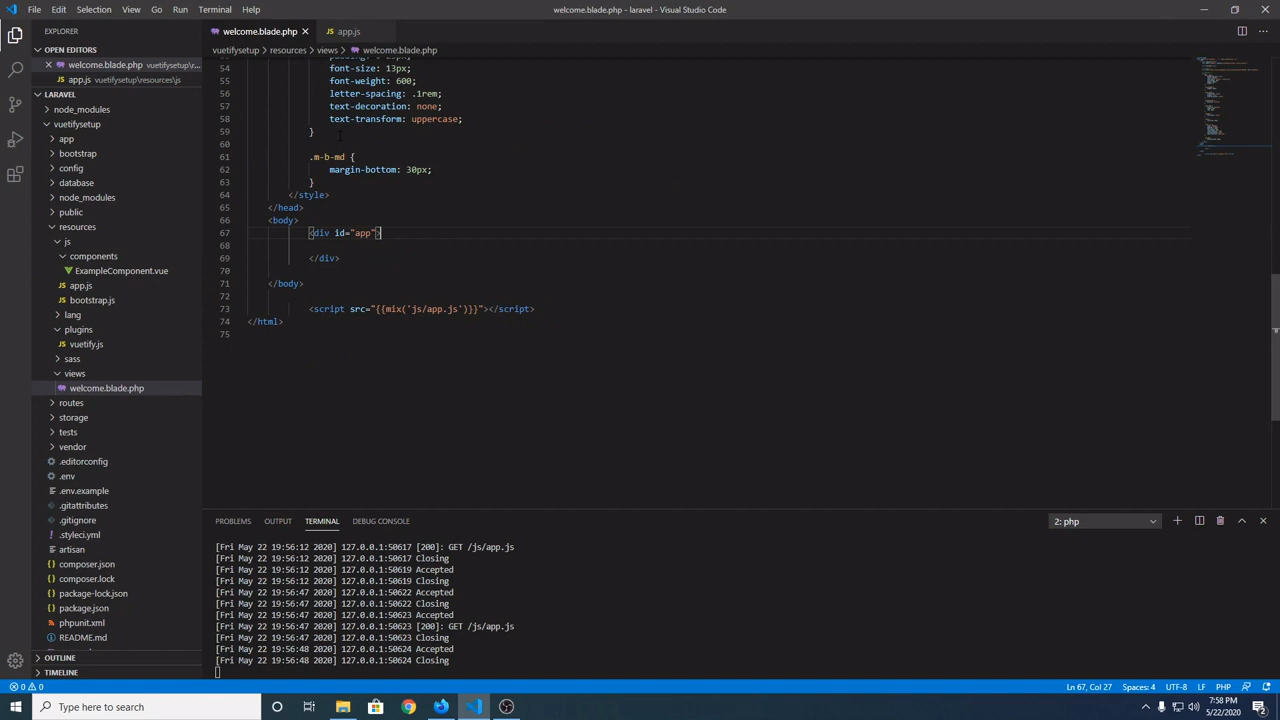 File Edit Selection View Go Run Terminal Help
welcome.blade.php - laravel - Visual Studio Code
EXPLORER
OPEN EDITORS
welcome.blade.php vuetifysetup\r...
app.js vuetifysetup\resources\js
LARAVEL
node_modules
vuetifysetup
app
bootstrap
config
database
node_modules
public
resources
js
components
ExampleComponent.vue
app.js
bootstrap.js
lang
plugins
vuetify.js
sass
views
welcome.blade.php
routes
storage
tests
vendor
.editorconfig
.env
.env.example
.gitattributes
.gitignore
.styleci.yml
artisan
composer.json
composer.lock
package-lock.json
package.json
phpunit.xml
README.md
OUTLINE
TIMELINE
welcome.blade.php
app.js
vuetifysetup > resources > views > welcome.blade.php
54 font-size: 13px;
55 font-weight: 600;
56 letter-spacing: .1rem;
57 text-decoration: none;
58 text-transform: uppercase;
59 }
60
61 .m-b-md {
62 margin-bottom: 30px;
63 }
64 </style>
65 </head>
66 <body>
67 <div id="app">
68
69 </div>
70
71 </body>
72
73 <script src="{{mix('js/app.js')}}"></script>
74 </html>
75
PROBLEMS OUTPUT TERMINAL DEBUG CONSOLE
2: php
[Fri May 22 19:56:12 2020] 127.0.0.1:50617 [200]: GET /js/app.js
[Fri May 22 19:56:12 2020] 127.0.0.1:50617 Closing
[Fri May 22 19:56:12 2020] 127.0.0.1:50619 Accepted
[Fri May 22 19:56:12 2020] 127.0.0.1:50619 Closing
[Fri May 22 19:56:47 2020] 127.0.0.1:50622 Accepted
[Fri May 22 19:56:47 2020] 127.0.0.1:50622 Closing
[Fri May 22 19:56:47 2020] 127.0.0.1:50623 Accepted
[Fri May 22 19:56:47 2020] 127.0.0.1:50623 [200]: GET /js/app.js
[Fri May 22 19:56:47 2020] 127.0.0.1:50623 Closing
[Fri May 22 19:56:48 2020] 127.0.0.1:50624 Accepted
[Fri May 22 19:56:48 2020] 127.0.0.1:50624 Closing
0 0
Ln 67, Col 27 Spaces: 4 UTF-8 LF PHP
Type here to search
7:58 PM
5/22/2020